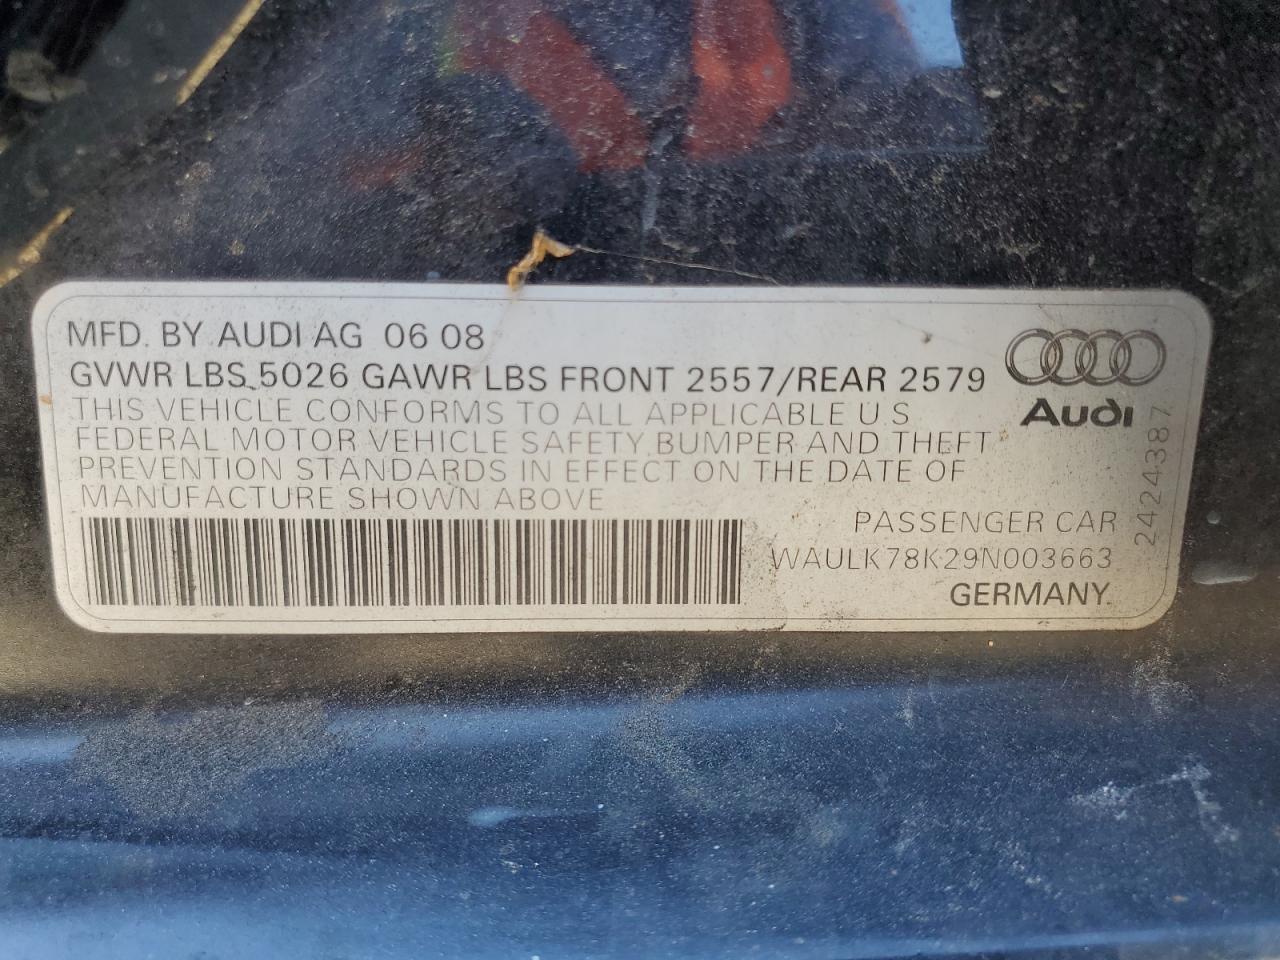 MFD. BY AUDI AG 06 08
GVWR LBS 5026 GAWR LBS FRONT 2557/REAR 2579
THIS VEHICLE CONFORMS TO ALL APPLICABLE U S
FEDERAL MOTOR VEHICLE SAFETY, BUMPER AND THEFT
PREVENTION STANDARDS IN EFFECT ON THE DATE OF
MANUFACTURE SHOWN ABOVE
Audi
PASSENGER CAR
WAULK78K29N003663
GERMANY
2424387